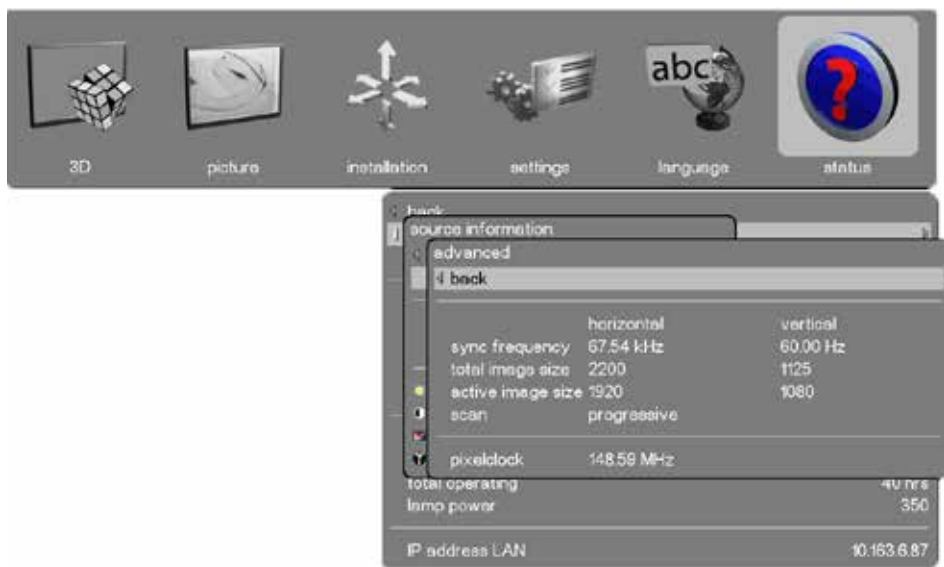 abc
3D picture installation settings language status
back
i source information
advanced
back
horizontal vertical
sync frequency 67.54 kHz 60.00 Hz
total image size 2200 1125
active image size 1920 1080
scan progressive
pixelclock 148.59 MHz
total operating 40 hrs
lamp power 350
IP address LAN 10.163.6.87